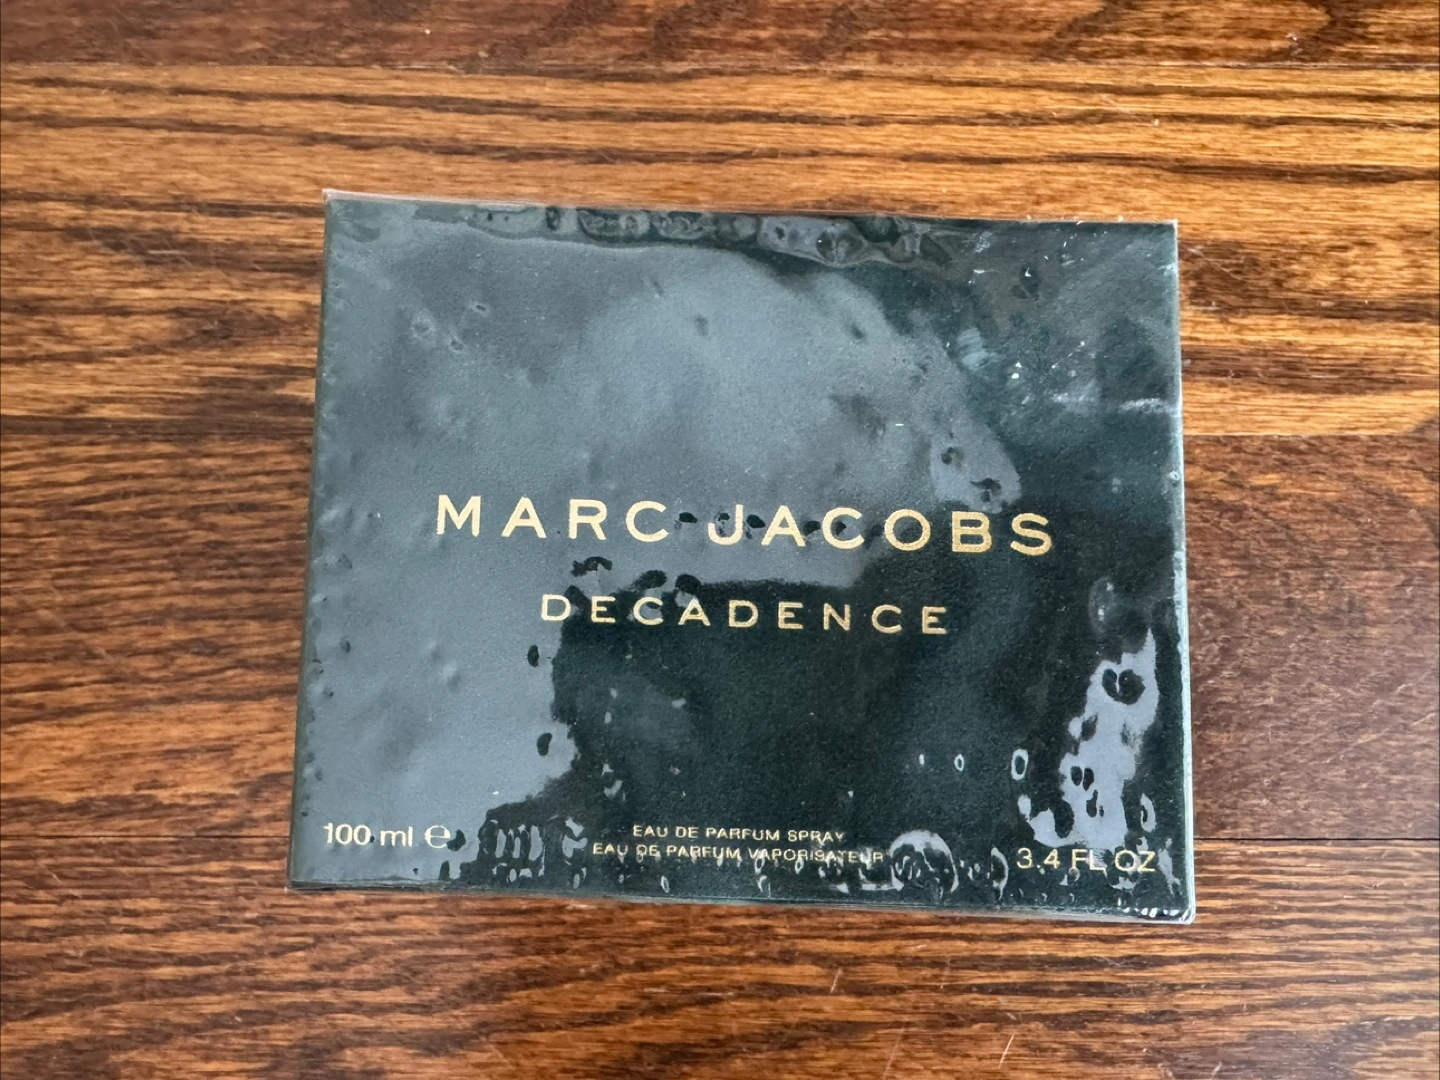 MARC JACOBS
DECADENCE
100 ml ℮
EAU DE PARFUM SPRAY
EAU DE PARFUM VAPORISATEUR
3.4 FL OZ